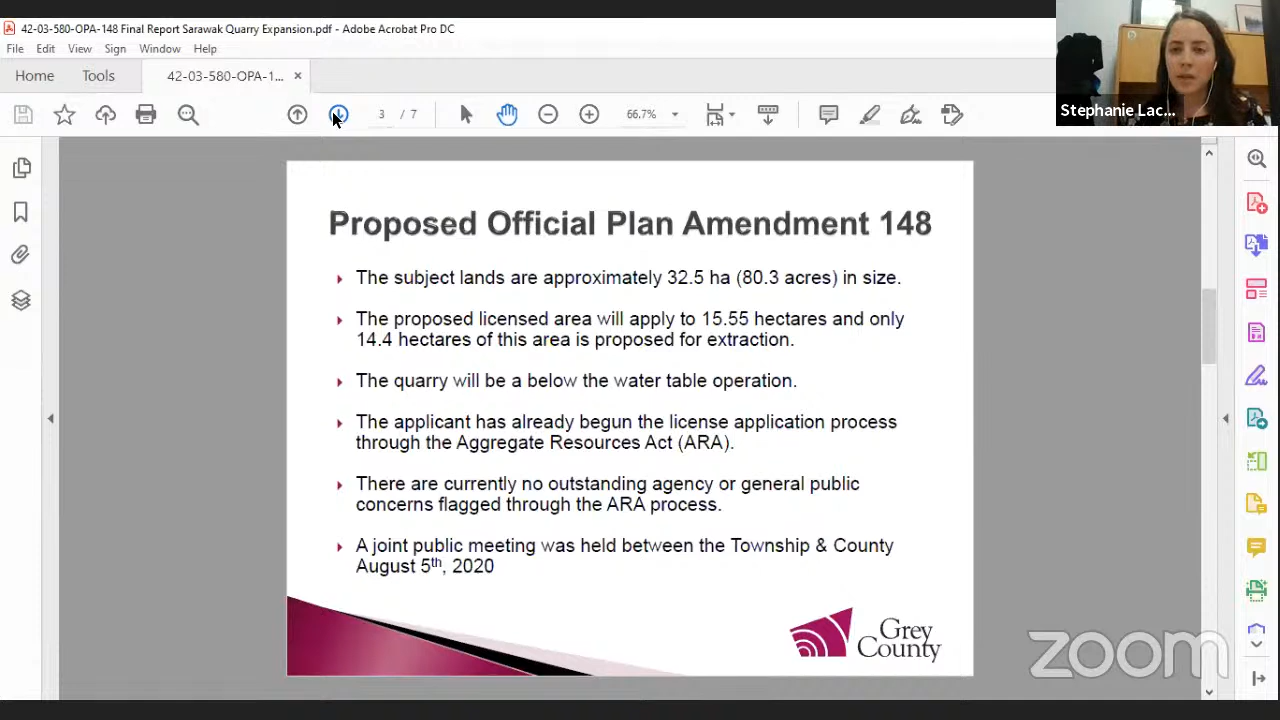 42-03-580-OPA-148 Final Report Sarawak Quarry Expansion.pdf - Adobe Acrobat Pro DC
File Edit View Sign Window Help
Home Tools 42-03-580-OPA-1... ×
3 / 7 66.7%
Stephanie Lac...
Proposed Official Plan Amendment 148
The subject lands are approximately 32.5 ha (80.3 acres) in size.
The proposed licensed area will apply to 15.55 hectares and only
14.4 hectares of this area is proposed for extraction.
The quarry will be a below the water table operation.
The applicant has already begun the license application process
through the Aggregate Resources Act (ARA).
There are currently no outstanding agency or general public
concerns flagged through the ARA process.
A joint public meeting was held between the Township & County
August 5th, 2020
Grey
County
zoom